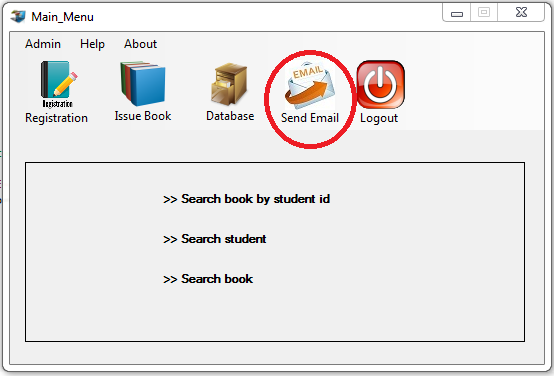 Main_Menu
Admin Help About
EMAIL
Registration
Registration Issue Book Database Send Email Logout
>> Search book by student id
>> Search student
>> Search book